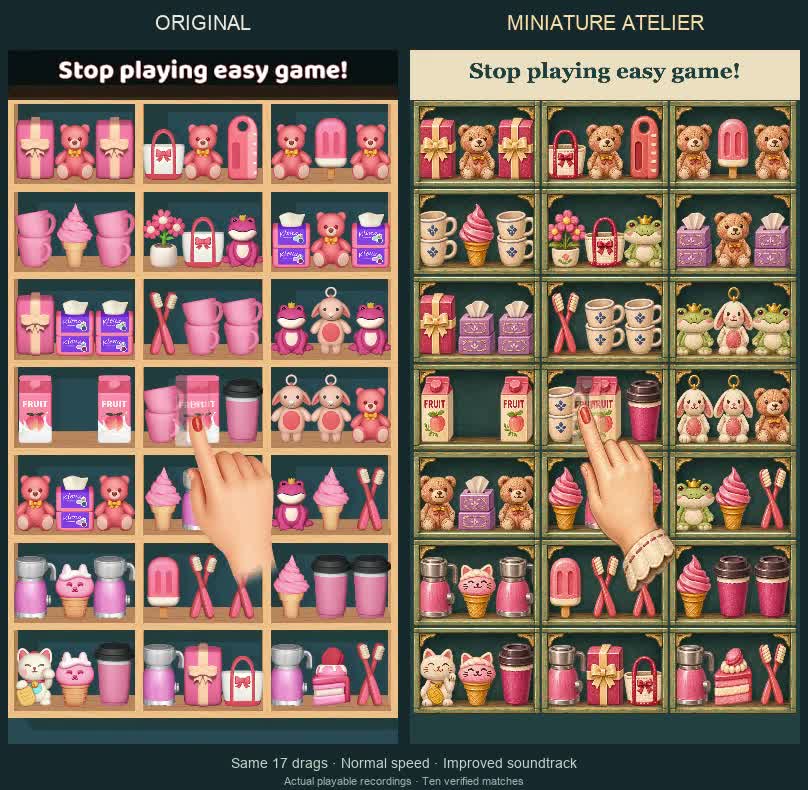 ORIGINAL
MINIATURE ATELIER
Stop playing easy game!
Stop playing easy game!
FRUIT
FRUIT
FRUIT
FRUIT
Same 17 drags · Normal speed · Improved soundtrack
Actual playable recordings · Ten verified matches